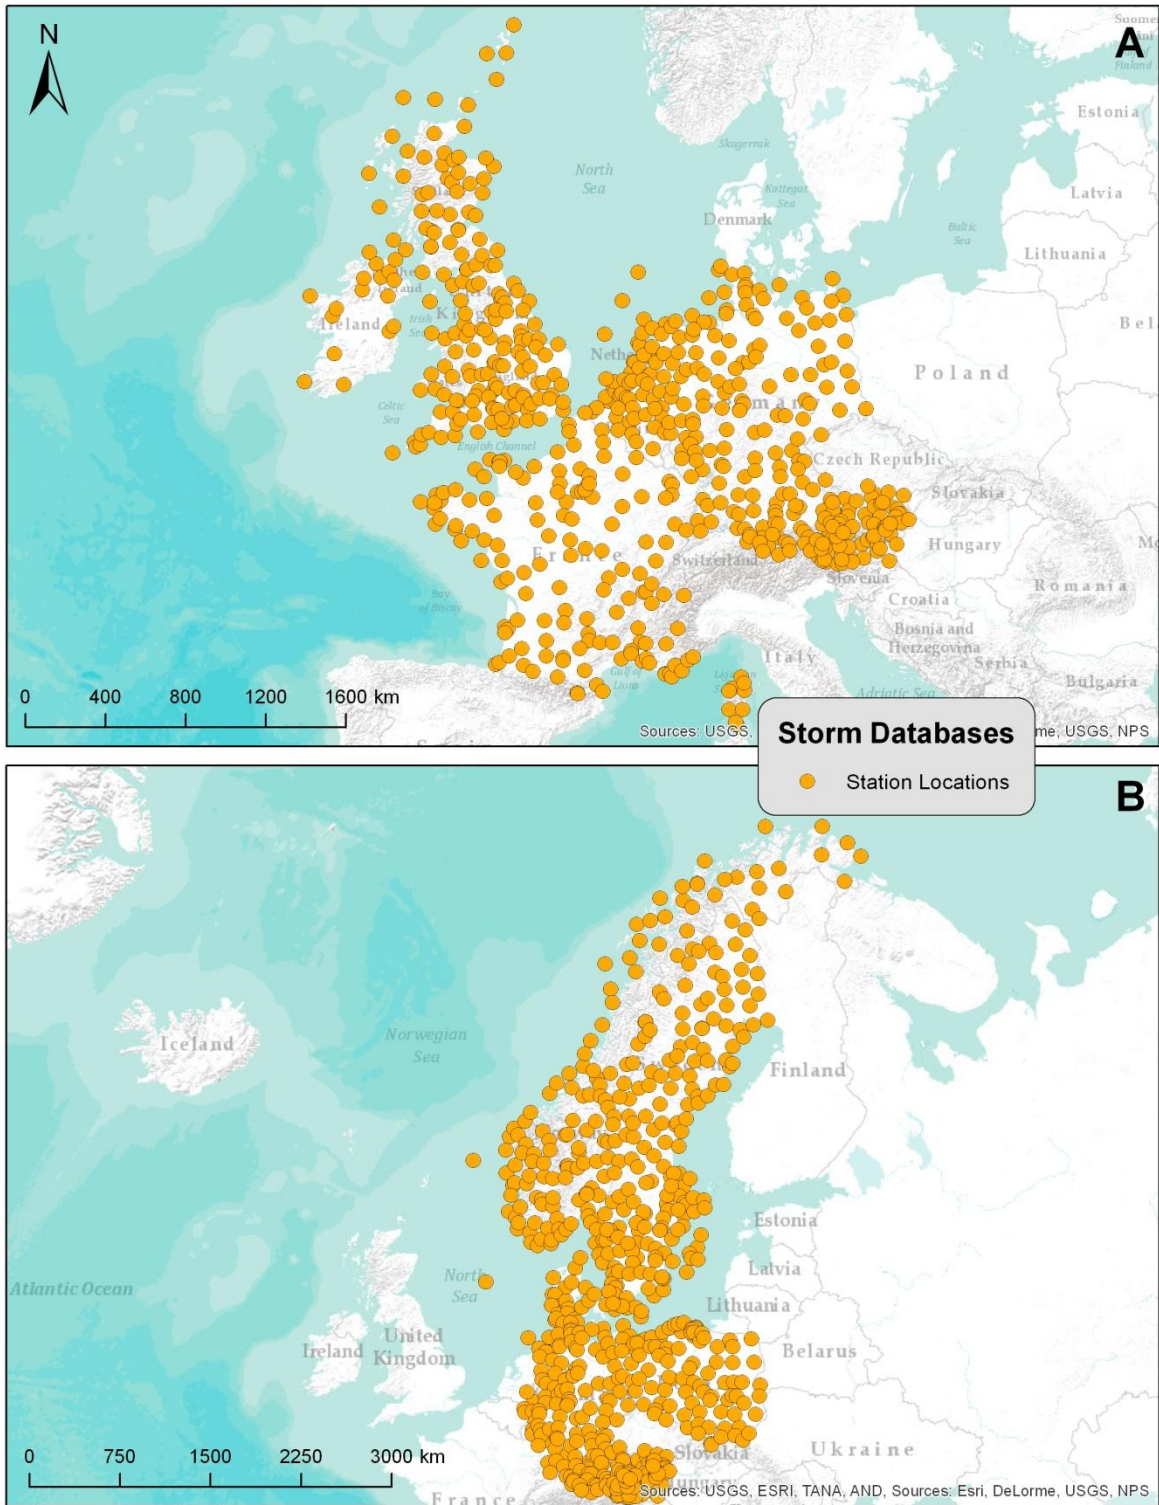 A
N
Estonia
Skagerrak
North
Sea
Kattegat
Sea
Latvia
Denmark
Baltic
Sea
Lithuania
Ireland
Irish
Poland
Celtic
Sea
English Channel
Czech Republic
Slovakia
France
Switzerland
Hungary
Slovenia
Romania
Bay
of Biscay
Croatia
Bosnia and
Herzegovina
Italy
Serbia
Gulf of
Lions
Bulgaria
Adriatic Sea
0 400 800 1200 1600 km
Sources: USGS,
me, USGS, NPS
Storm Databases
Station Locations
B
Iceland
Norwegian
Sea
Finland
Estonia
Atlantic Ocean
North
Sea
Latvia
Lithuania
United
Kingdom
Ireland
Belarus
0 750 1500 2250 3000 km
Slovakia
Ukraine
France
Sources: USGS, ESRI, TANA, AND, Sources: Esri, DeLorme, USGS, NPS